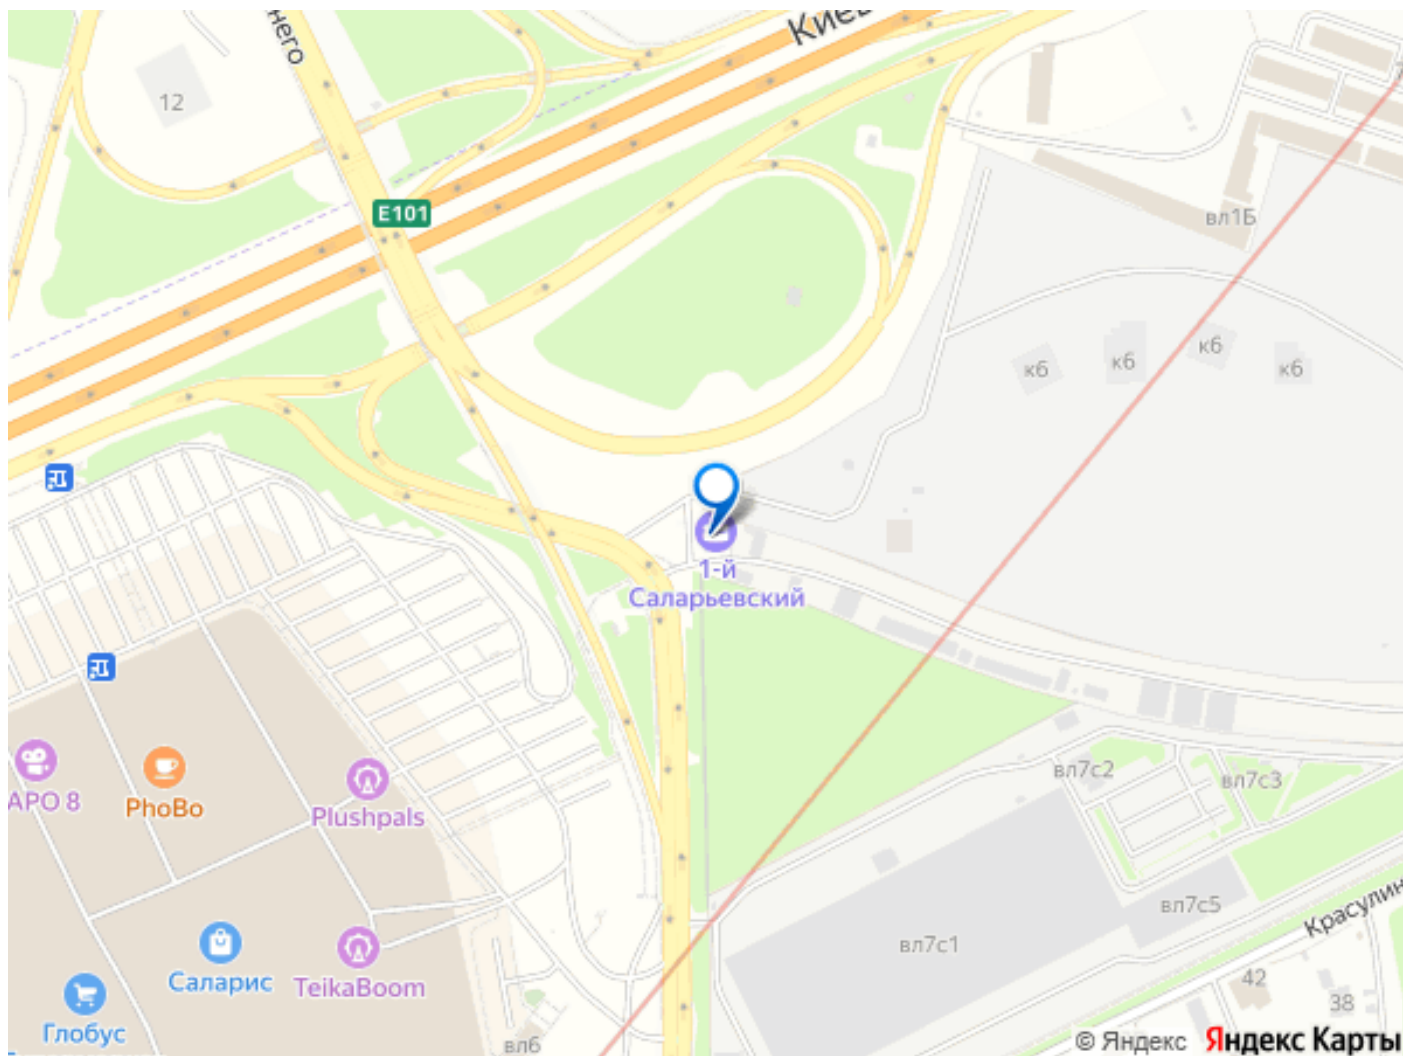 Киев
него
12
E101
вл1Б
к6
к6
к6
к6
1-й
Саларьевский
АРО 8
PhoBo
Plushpals
вл7с2
вл7с3
вл7с5
вл7с1
Красулин
42
38
Саларис
TeikaBoom
Глобус
вл6
© Яндекс
Яндекс Карты